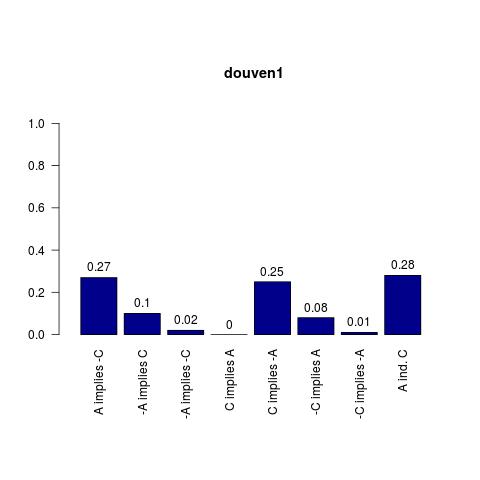 douven1
1.0
0.8
0.6
0.4
0.2
0.0
0.27
0.1
0.02
0
0.25
0.08
0.01
0.28
A implies -C
-A implies C
-A implies -C
C implies A
C implies -A
-C implies A
-C implies -A
A ind. C